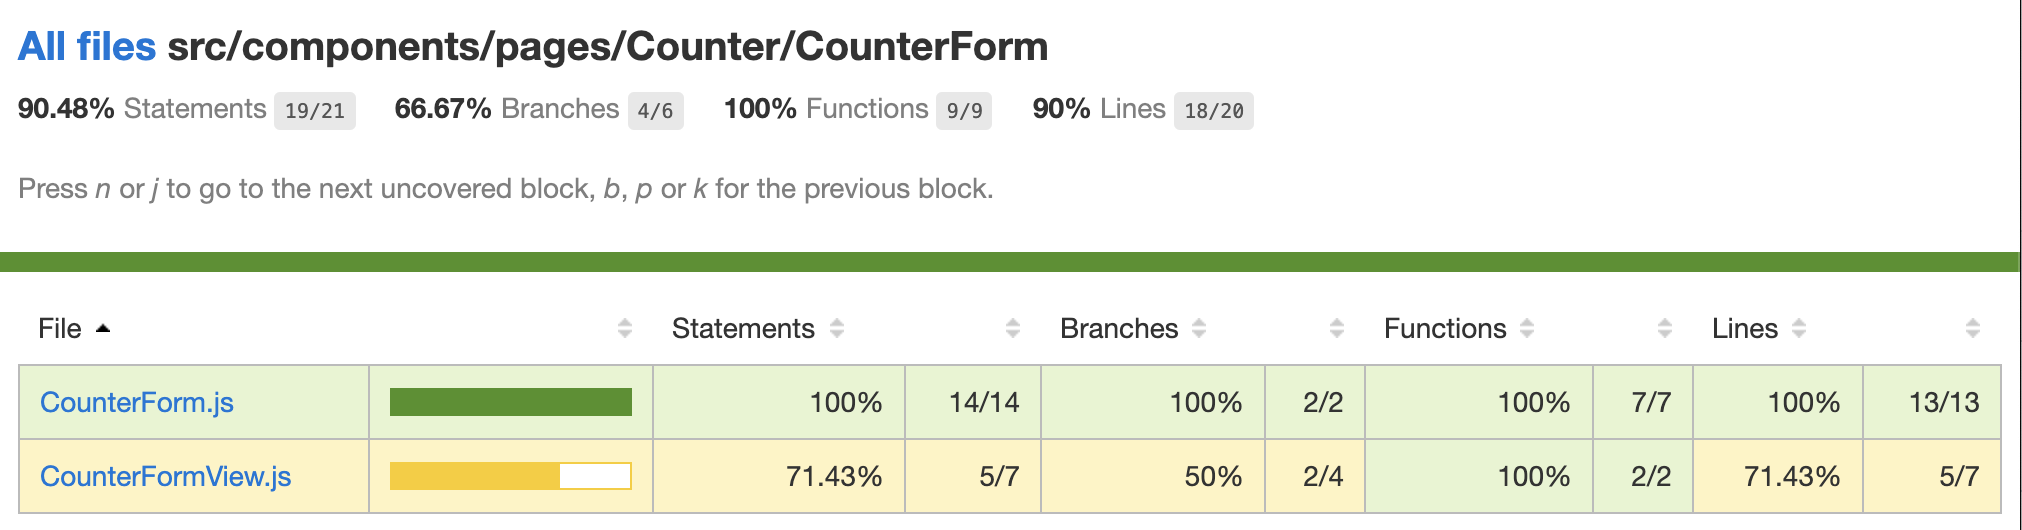 All files src/components/pages/Counter/CounterForm
90.48% Statements 19/21 66.67% Branches 4/6 100% Functions 9/9 90% Lines 18/20
Press n or j to go to the next uncovered block, b, p or k for the previous block.
File Statements Branches Functions Lines
CounterForm.js 100% 14/14 100% 2/2 100% 7/7 100% 13/13
CounterFormView.js 71.43% 5/7 50% 2/4 100% 2/2 71.43% 5/7